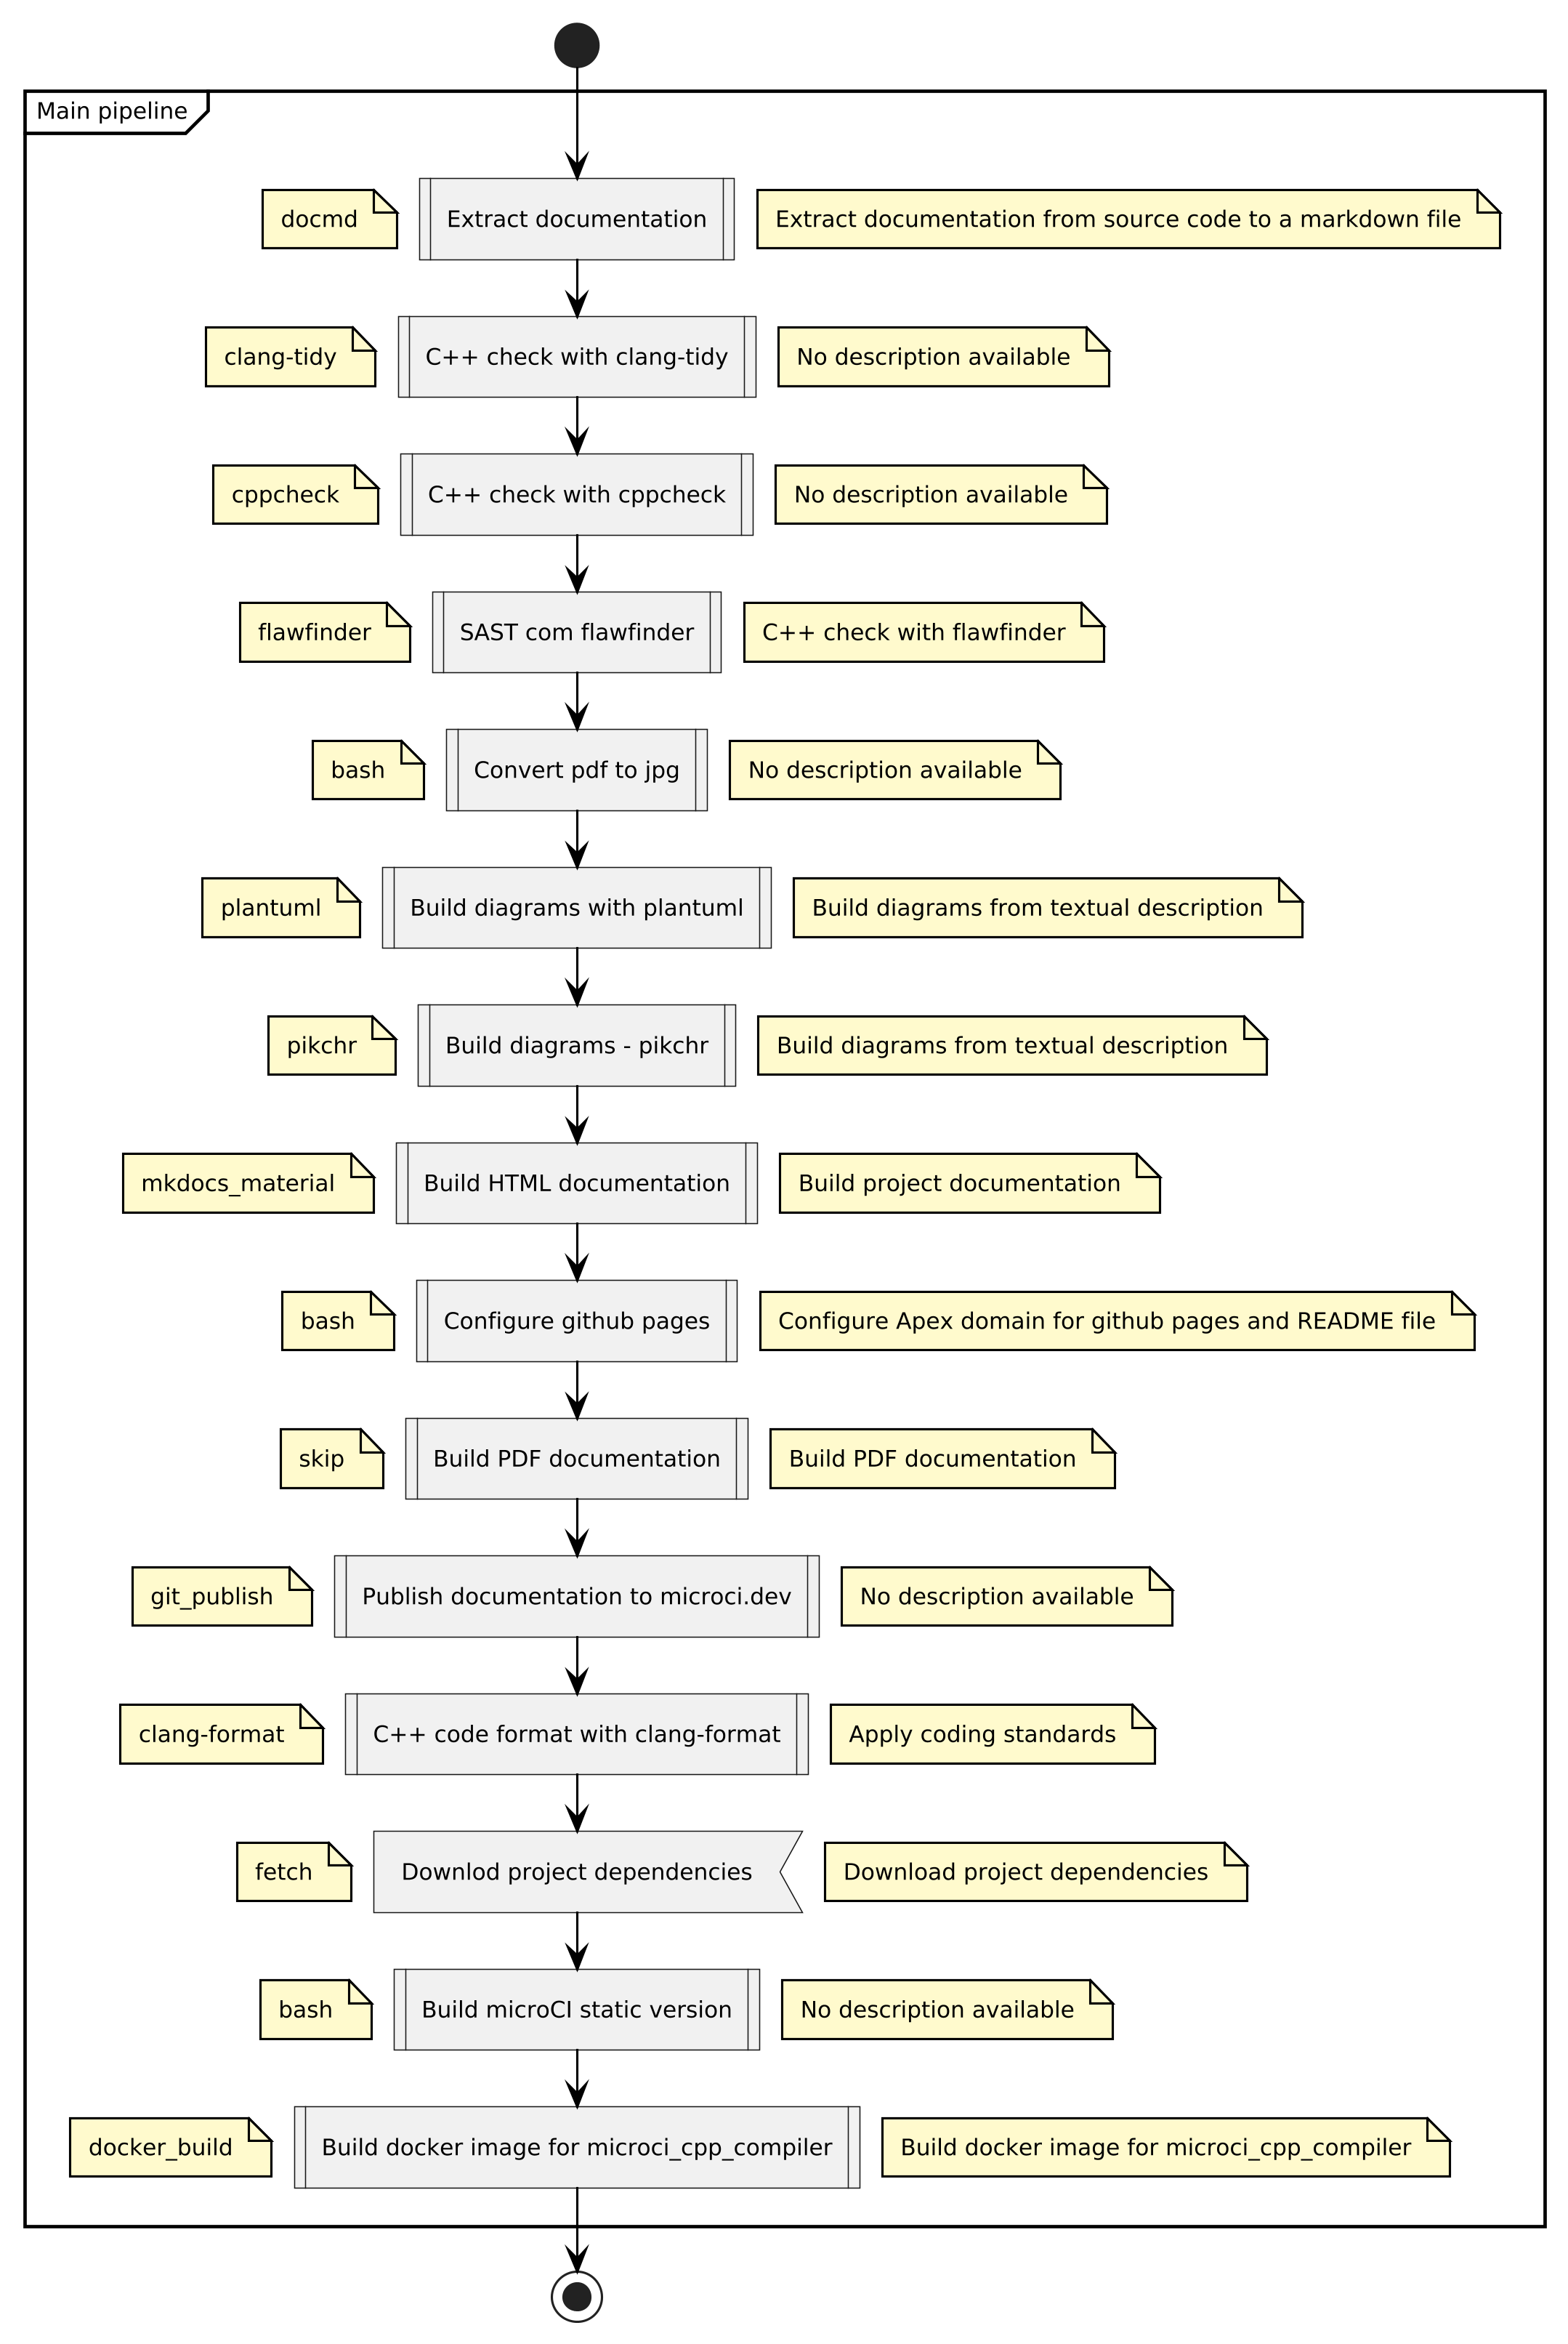 Main pipeline
docmd
Extract documentation
Extract documentation from source code to a markdown file
clang-tidy
C++ check with clang-tidy
No description available
cppcheck
C++ check with cppcheck
No description available
flawfinder
SAST com flawfinder
C++ check with flawfinder
bash
Convert pdf to jpg
No description available
plantuml
Build diagrams with plantuml
Build diagrams from textual description
pikchr
Build diagrams - pikchr
Build diagrams from textual description
mkdocs_material
Build HTML documentation
Build project documentation
bash
Configure github pages
Configure Apex domain for github pages and README file
skip
Build PDF documentation
Build PDF documentation
git_publish
Publish documentation to microci.dev
No description available
clang-format
C++ code format with clang-format
Apply coding standards
fetch
Downlod project dependencies
Download project dependencies
bash
Build microCI static version
No description available
docker_build
Build docker image for microci_cpp_compiler
Build docker image for microci_cpp_compiler